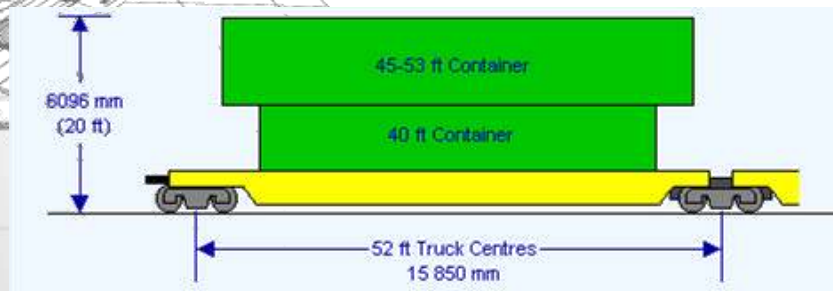 45-53 ft Container
6096 mm
(20 ft)
40 ft Container
52 ft Truck Centres
15 850 mm